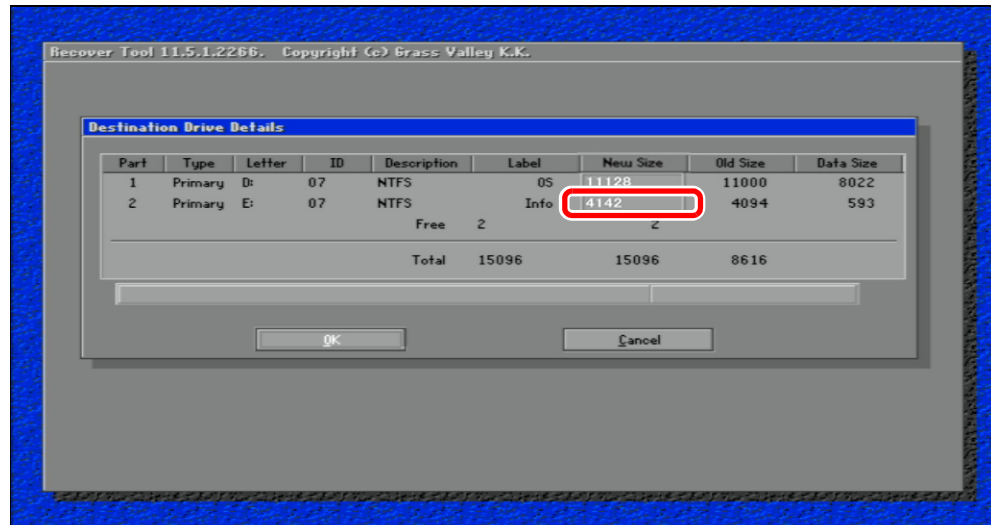 Recover Tool 11.5.1.2266. Copyright (c) Grass Valley K.K.
Destination Drive Details
Part Type Letter ID Description Label New Size Old Size Data Size
1 Primary D: 07 NTFS OS 11128 11000 8022
2 Primary E: 07 NTFS Info 4142 4094 593
Free 2 2
Total 15096 15096 8616
OK Cancel